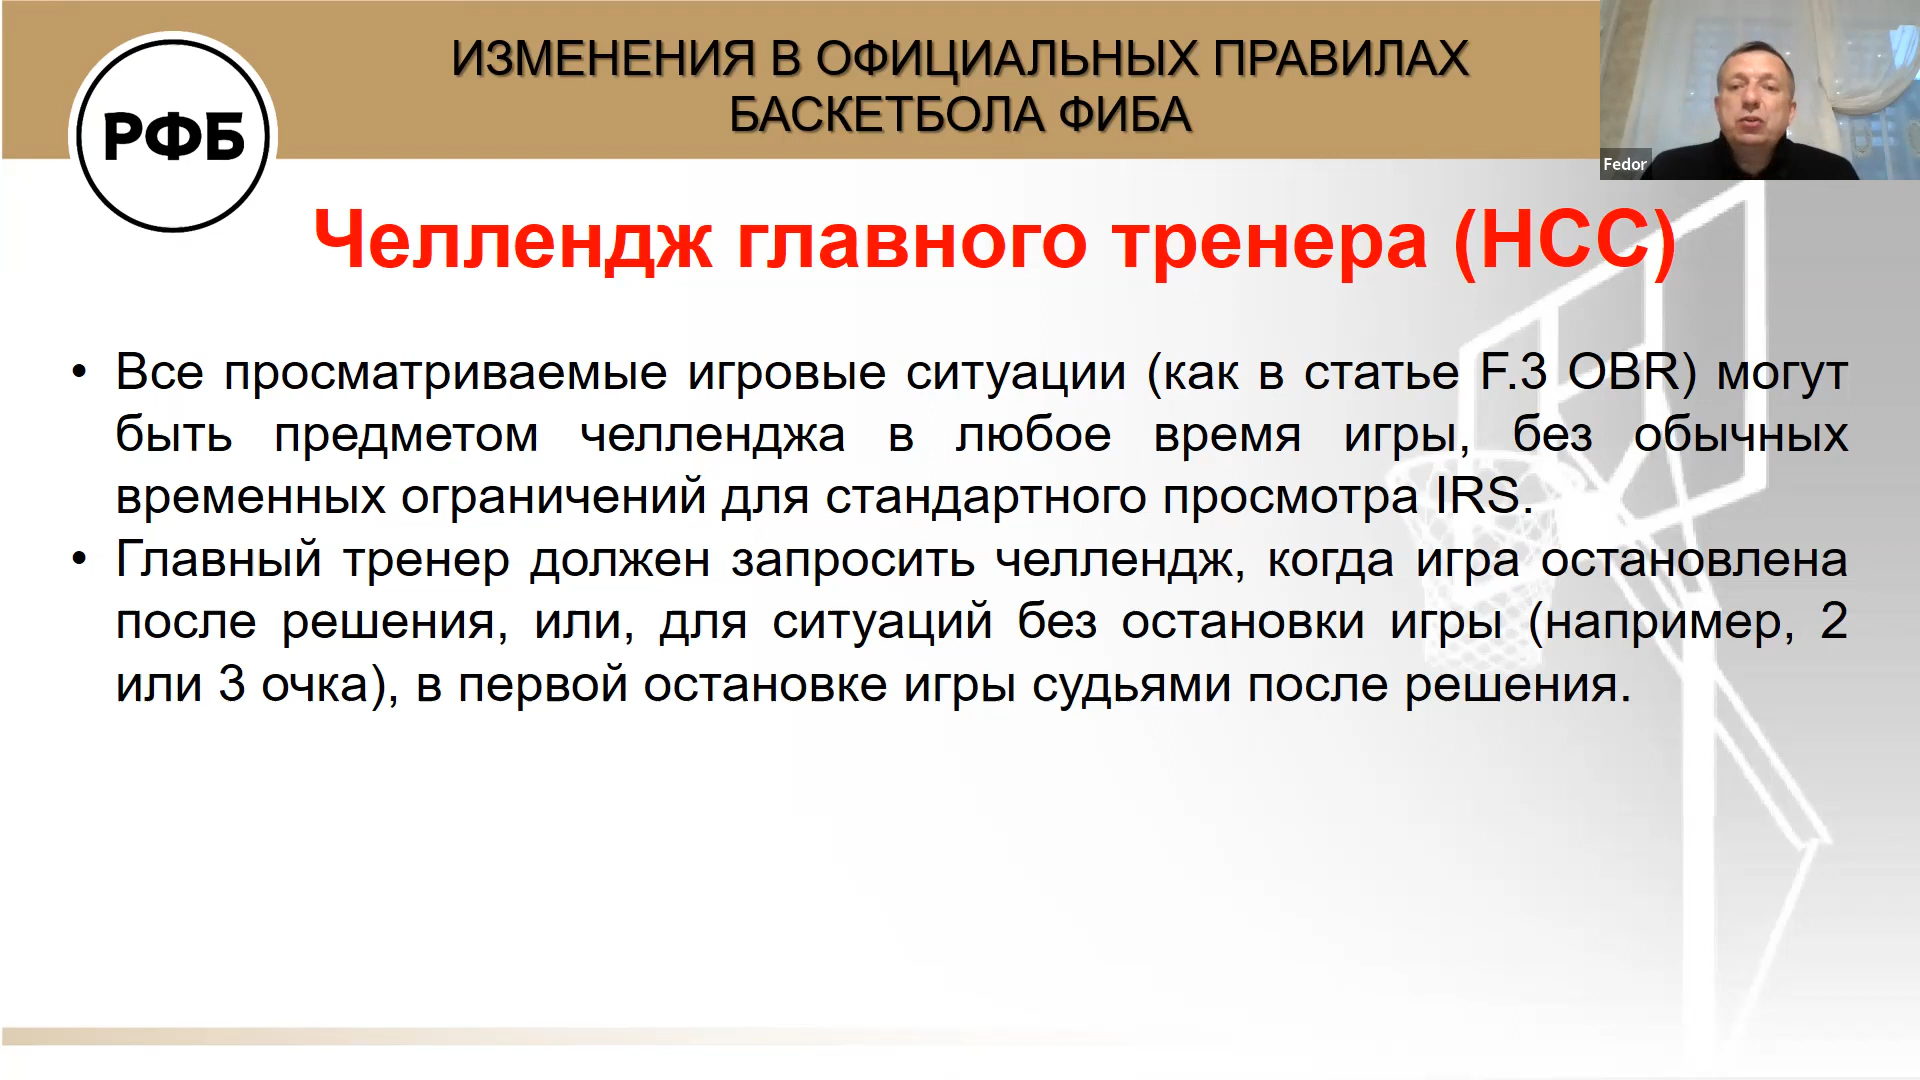 ИЗМЕНЕНИЯ В ОФИЦИАЛЬНЫХ ПРАВИЛАХ
БАСКЕТБОЛА ФИБА
РФБ
Fedor
Челлендж главного тренера (HCC)
• Все просматриваемые игровые ситуации (как в статье F.3 OBR) могут
быть предметом челленджа в любое время игры, без обычных
временных ограничений для стандартного просмотра IRS.
• Главный тренер должен запросить челлендж, когда игра остановлена
после решения, или, для ситуаций без остановки игры (например, 2
или 3 очка), в первой остановке игры судьями после решения.